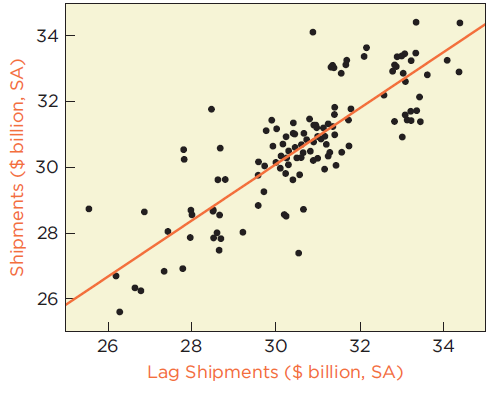 Shipments ($ billion, SA)
34
32
30
28
26
26 28 30 32 34
Lag Shipments ($ billion, SA)